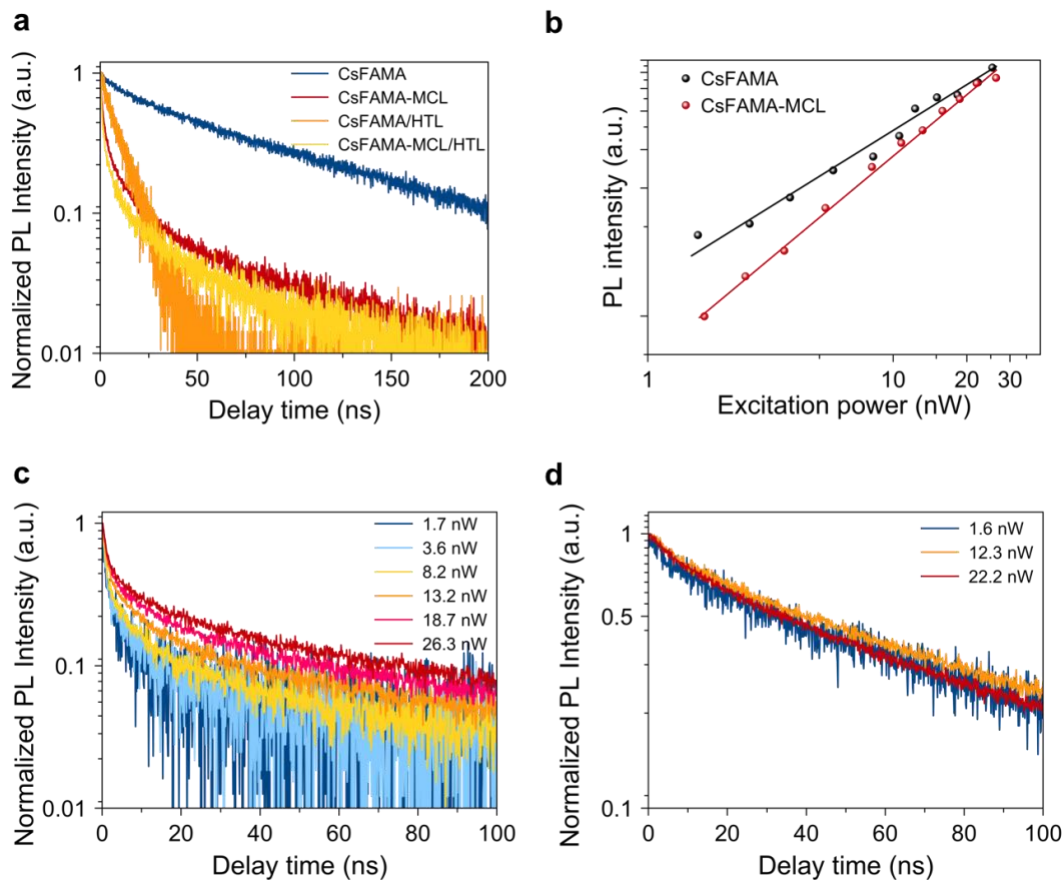 a
Normalized PL Intensity (a.u.)
1
0.1
0.01
CsFAMA
CsFAMA-MCL
CsFAMA/HTL
CsFAMA-MCL/HTL
0 50 100 150 200
Delay time (ns)
b
PL intensity (a.u.)
CsFAMA
CsFAMA-MCL
1 10 20 30
Excitation power (nW)
c
Normalized PL Intensity (a.u.)
1
0.1
0.01
1.7 nW
3.6 nW
8.2 nW
13.2 nW
18.7 nW
26.3 nW
0 20 40 60 80 100
Delay time (ns)
d
Normalized PL Intensity (a.u.)
1
0.5
0.1
1.6 nW
12.3 nW
22.2 nW
0 20 40 60 80 100
Delay time (ns)